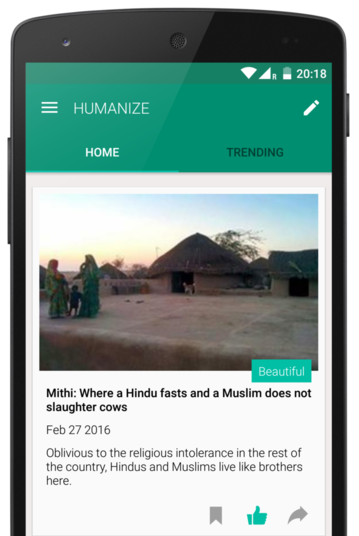 R 20:18
HUMANIZE
HOME TRENDING
Beautiful
Mithi: Where a Hindu fasts and a Muslim does not
slaughter cows
Feb 27 2016
Oblivious to the religious intolerance in the rest of
the country, Hindus and Muslims live like brothers
here.